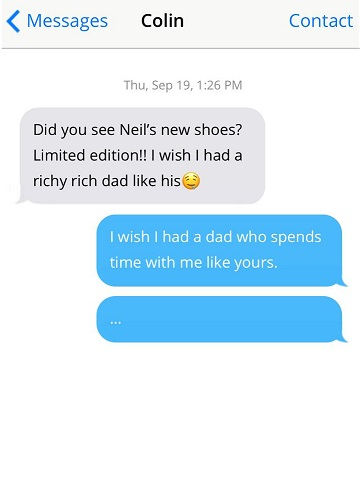 Messages Colin Contact
Thu, Sep 19, 1:26 PM
Did you see Neil’s new shoes?
Limited edition!! I wish I had a
richy rich dad like his☺️
I wish I had a dad who spends
time with me like yours.
...